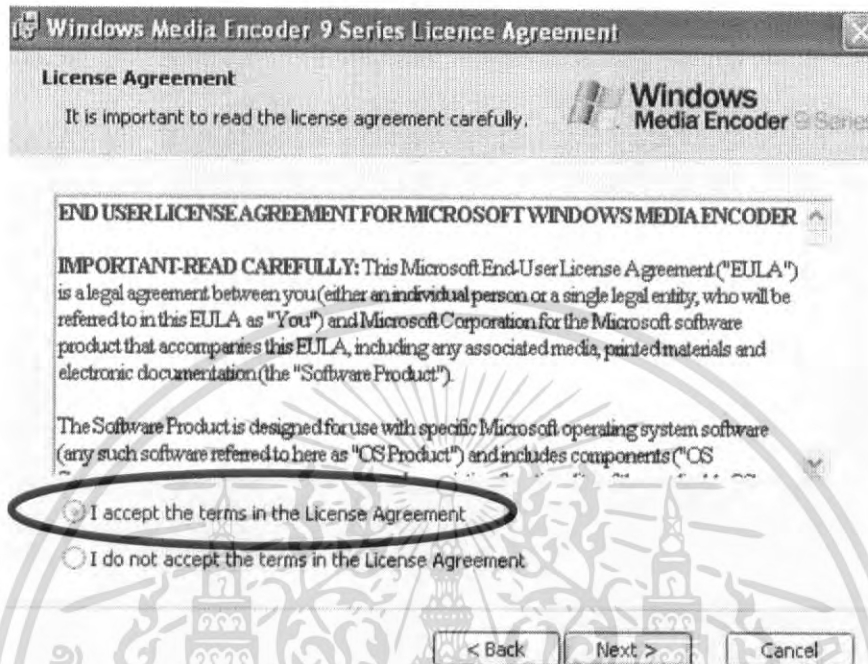 Windows Media Encoder 9 Series Licence Agreement
License Agreement
It is important to read the license agreement carefully.
Windows
Media Encoder 9 Series
END USER LICENSE AGREEMENT FOR MICROSOFT WINDOWS MEDIA ENCODER
IMPORTANT-READ CAREFULLY: This Microsoft End-User License Agreement ("EULA")
is a legal agreement between you (either an individual person or a single legal entity, who will be
referred to in this EULA as "You") and Microsoft Corporation for the Microsoft software
product that accompanies this EULA, including any associated media, printed materials and
electronic documentation (the "Software Product").
The Software Product is designed for use with specific Microsoft operating system software
(any such software referred to here as "OS Product") and includes components ("OS
I accept the terms in the License Agreement
I do not accept the terms in the License Agreement
< Back
Next >
Cancel